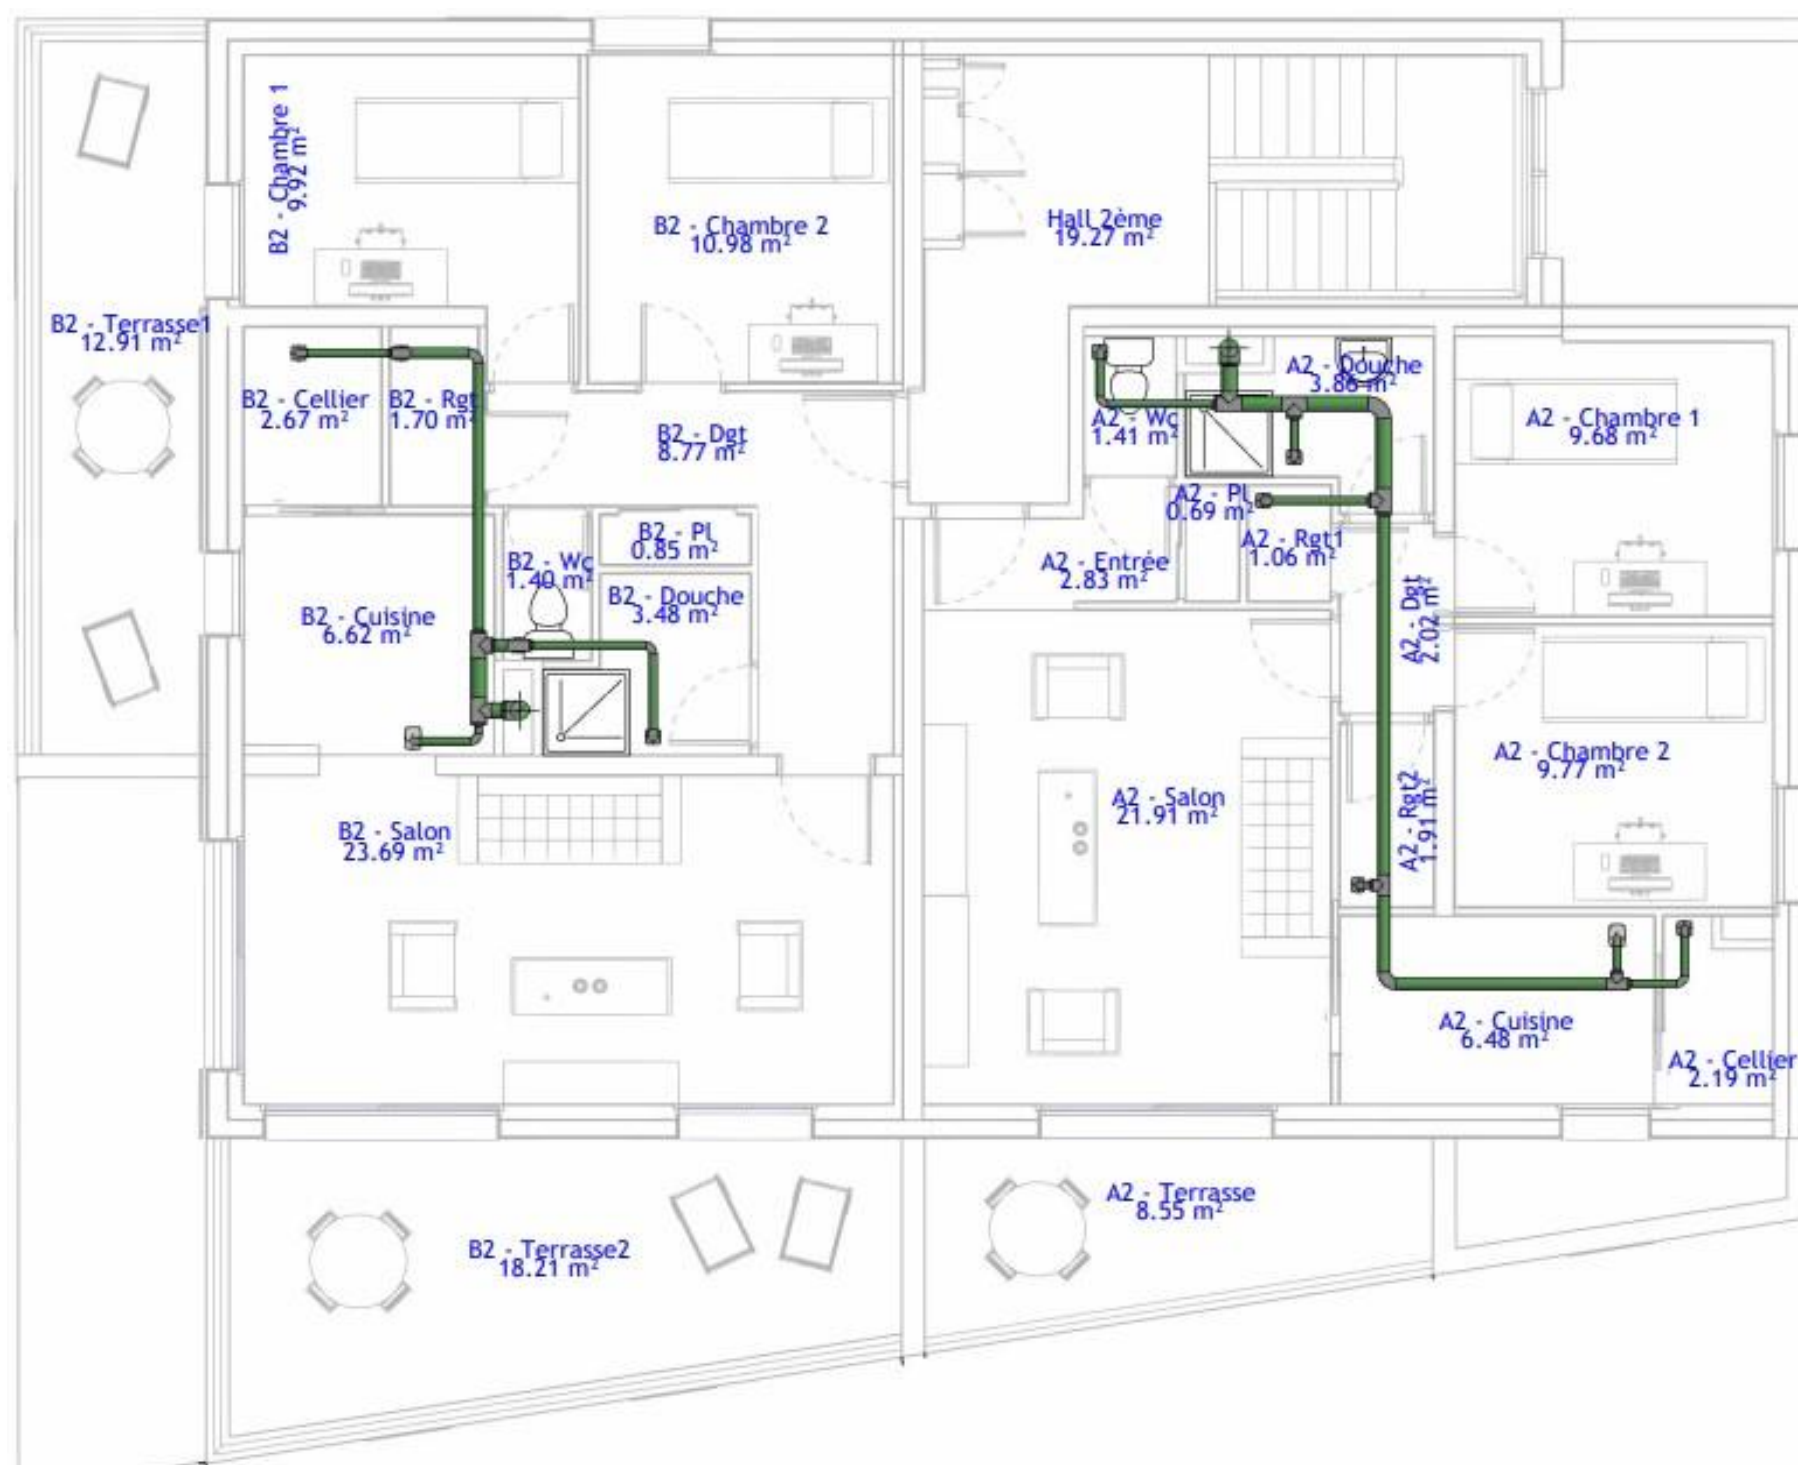 B2 - Chambre 1
9.92 m²
B2 - Chambre 2
10.98 m²
Hall 2ème
19.27 m²
B2 - Terrasse1
12.91 m²
B2 - Cellier
2.67 m²
B2 - Rgt
1.70 m²
B2 - Dgt
8.77 m²
A2 - Wc
1.41 m²
A2 - Douche
3.86 m²
A2 - Chambre 1
9.68 m²
A2 - Pl
0.69 m²
A2 - Rgt1
1.06 m²
A2 - Entrée
2.83 m²
B2 - Pl
0.85 m²
B2 - Wc
1.40 m²
B2 - Douche
3.48 m²
B2 - Cuisine
6.62 m²
A2 - Dgt
2.02 m²
A2 - Chambre 2
9.77 m²
A2 - Rgt2
1.91 m²
A2 - Salon
21.91 m²
B2 - Salon
23.69 m²
A2 - Cuisine
6.48 m²
A2 - Cellier
2.19 m²
A2 - Terrasse
8.55 m²
B2 - Terrasse2
18.21 m²